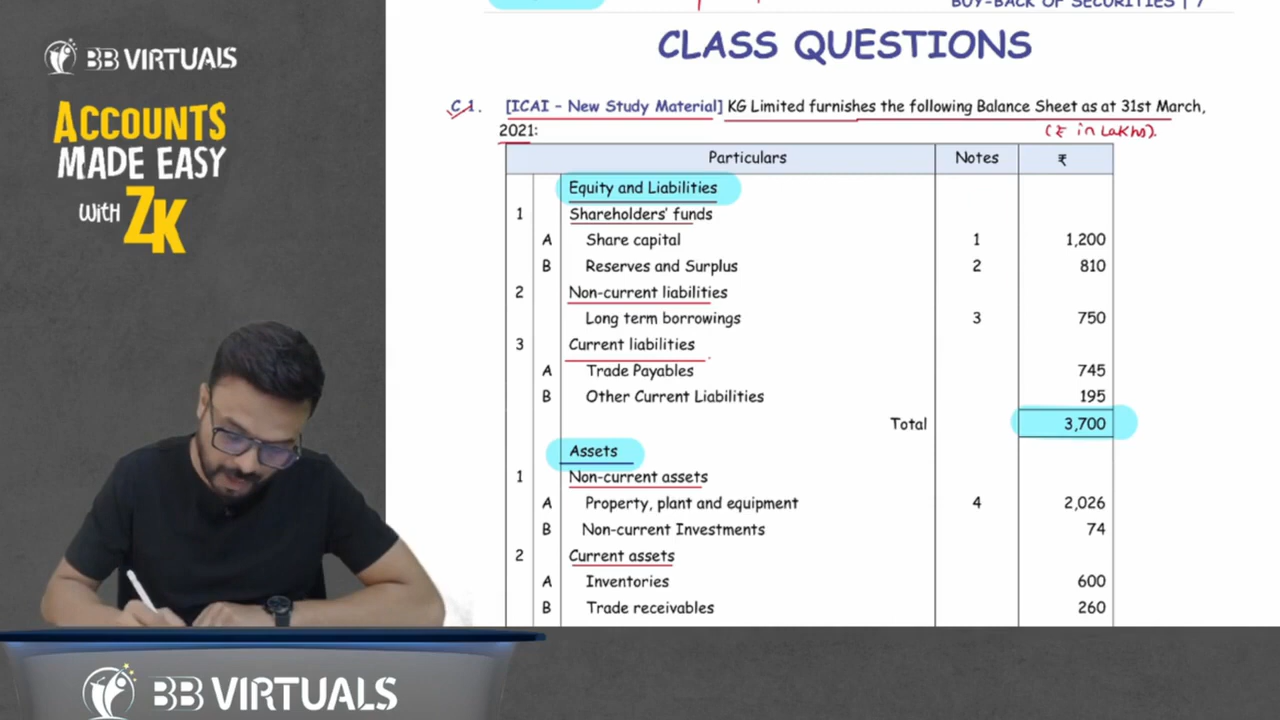 BUY-BACK OF SECURITIES | 7
BB VIRTUALS
ACCOUNTS
MADE EASY
with ZK
CLASS QUESTIONS
C.1. [ICAI – New Study Material] KG Limited furnishes the following Balance Sheet as at 31st March,
2021: (₹ in Lakhs).
Particulars Notes ₹
Equity and Liabilities
1 Shareholders' funds
A Share capital 1 1,200
B Reserves and Surplus 2 810
2 Non-current liabilities
Long term borrowings 3 750
3 Current liabilities
A Trade Payables 745
B Other Current Liabilities 195
Total 3,700
Assets
1 Non-current assets
A Property, plant and equipment 4 2,026
B Non-current Investments 74
2 Current assets
A Inventories 600
B Trade receivables 260
BB VIRTUALS